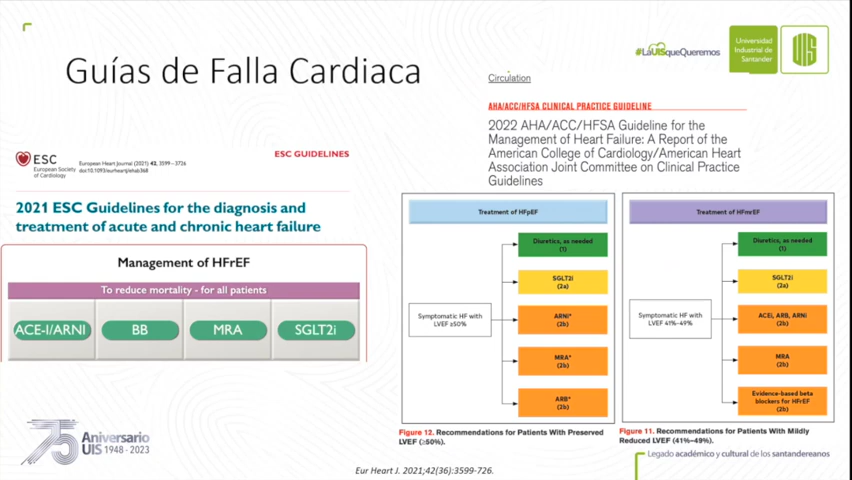 Guías de Falla Cardiaca
#LaUISqueQueremos
Universidad
Industrial de
Santander
UIS
Circulation
AHA/ACC/HFSA CLINICAL PRACTICE GUIDELINE
2022 AHA/ACC/HFSA Guideline for the
Management of Heart Failure: A Report of the
American College of Cardiology/American Heart
Association Joint Committee on Clinical Practice
Guidelines
ESC
European Society
of Cardiology
European Heart Journal (2021) 42, 3599–3726
doi:10.1093/eurheartj/ehab368
ESC GUIDELINES
2021 ESC Guidelines for the diagnosis and
treatment of acute and chronic heart failure
Management of HFrEF
To reduce mortality - for all patients
ACE-I/ARNI
BB
MRA
SGLT2i
Treatment of HFpEF
Symptomatic HF with
LVEF ≥50%
Diuretics, as needed
(1)
SGLT2i
(2a)
ARNi*
(2b)
MRA*
(2b)
ARB*
(2b)
Figure 12. Recommendations for Patients With Preserved
LVEF (≥50%).
Treatment of HFmrEF
Symptomatic HF with
LVEF 41%–49%
Diuretics, as needed
(1)
SGLT2i
(2a)
ACEi, ARB, ARNi
(2b)
MRA
(2b)
Evidence-based beta
blockers for HFrEF
(2b)
Figure 11. Recommendations for Patients With Mildly
Reduced LVEF (41%–49%).
75
Aniversario
UIS 1948 - 2023
Legado académico y cultural de los santandereanos
Eur Heart J. 2021;42(36):3599-726.